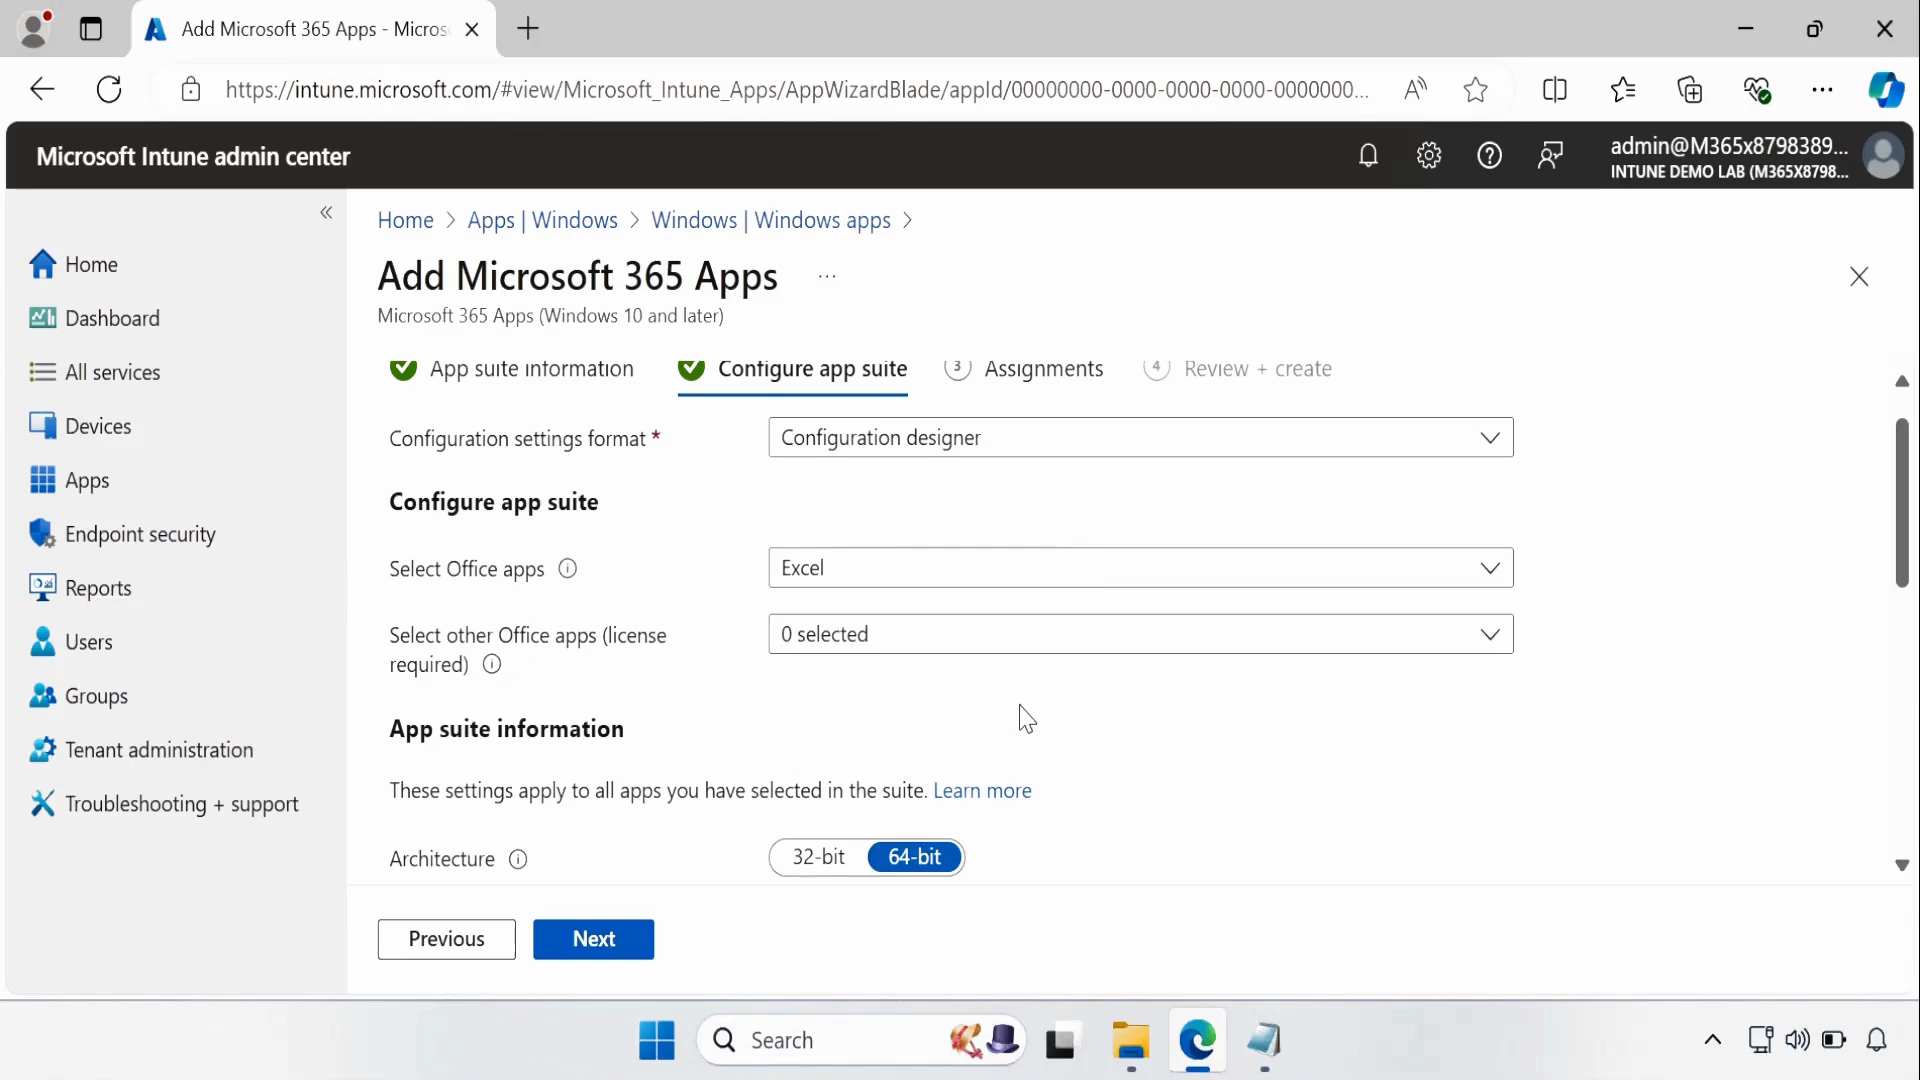 Add Microsoft 365 Apps - Micros
https://intune.microsoft.com/#view/Microsoft_Intune_Apps/AppWizardBlade/appId/00000000-0000-0000-0000-0000000...
Microsoft Intune admin center
admin@M365x8798389...
INTUNE DEMO LAB (M365X8798...
Home
Dashboard
All services
Devices
Apps
Endpoint security
Reports
Users
Groups
Tenant administration
Troubleshooting + support
Home > Apps | Windows > Windows | Windows apps >
Add Microsoft 365 Apps ...
Microsoft 365 Apps (Windows 10 and later)
App suite information Configure app suite 3 Assignments 4 Review + create
Configuration settings format * Configuration designer
Configure app suite
Select Office apps Excel
Select other Office apps (license 0 selected
required)
App suite information
These settings apply to all apps you have selected in the suite. Learn more
Architecture 32-bit 64-bit
Previous Next
Search